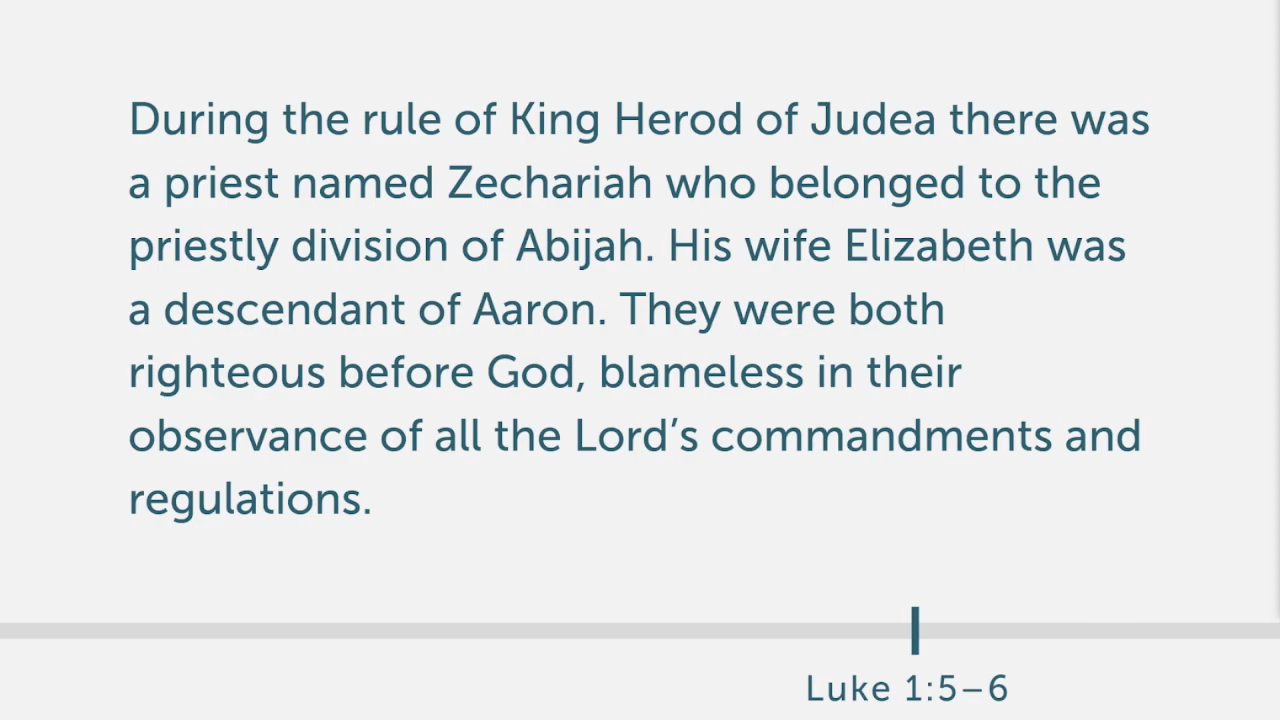 During the rule of King Herod of Judea there was
a priest named Zechariah who belonged to the
priestly division of Abijah. His wife Elizabeth was
a descendant of Aaron. They were both
righteous before God, blameless in their
observance of all the Lord’s commandments and
regulations.
Luke 1:5–6